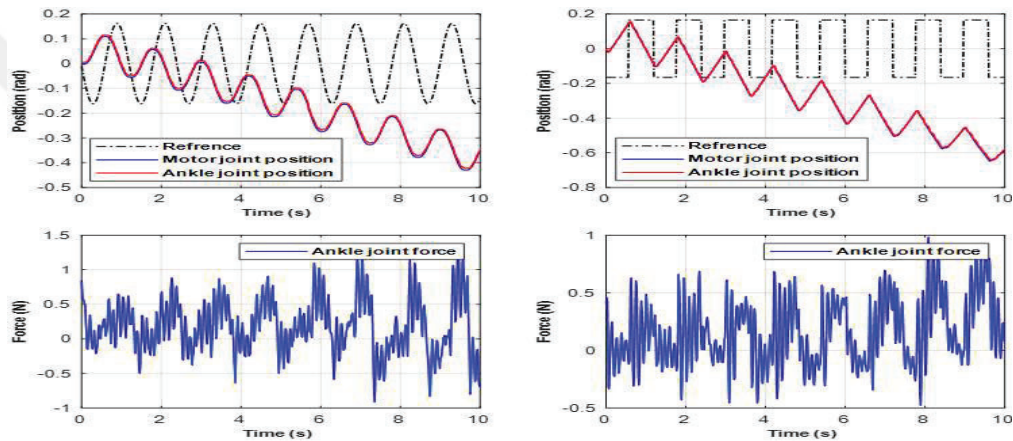 0.2
0.1
0
-0.1
-0.2
-0.3
-0.4
-0.5
Position (rad)
Refrence
Motor joint position
Ankle joint position
0 2 4 6 8 10
Time (s)
0.2
0
-0.2
-0.4
-0.6
-0.8
Position (rad)
Refrence
Motor joint position
Ankle joint position
0 2 4 6 8 10
Time (s)
1.5
1
0.5
0
-0.5
-1
Force (N)
Ankle joint force
0 2 4 6 8 10
Time (s)
1
0.5
0
-0.5
Force (N)
Ankle joint force
0 2 4 6 8 10
Time (s)